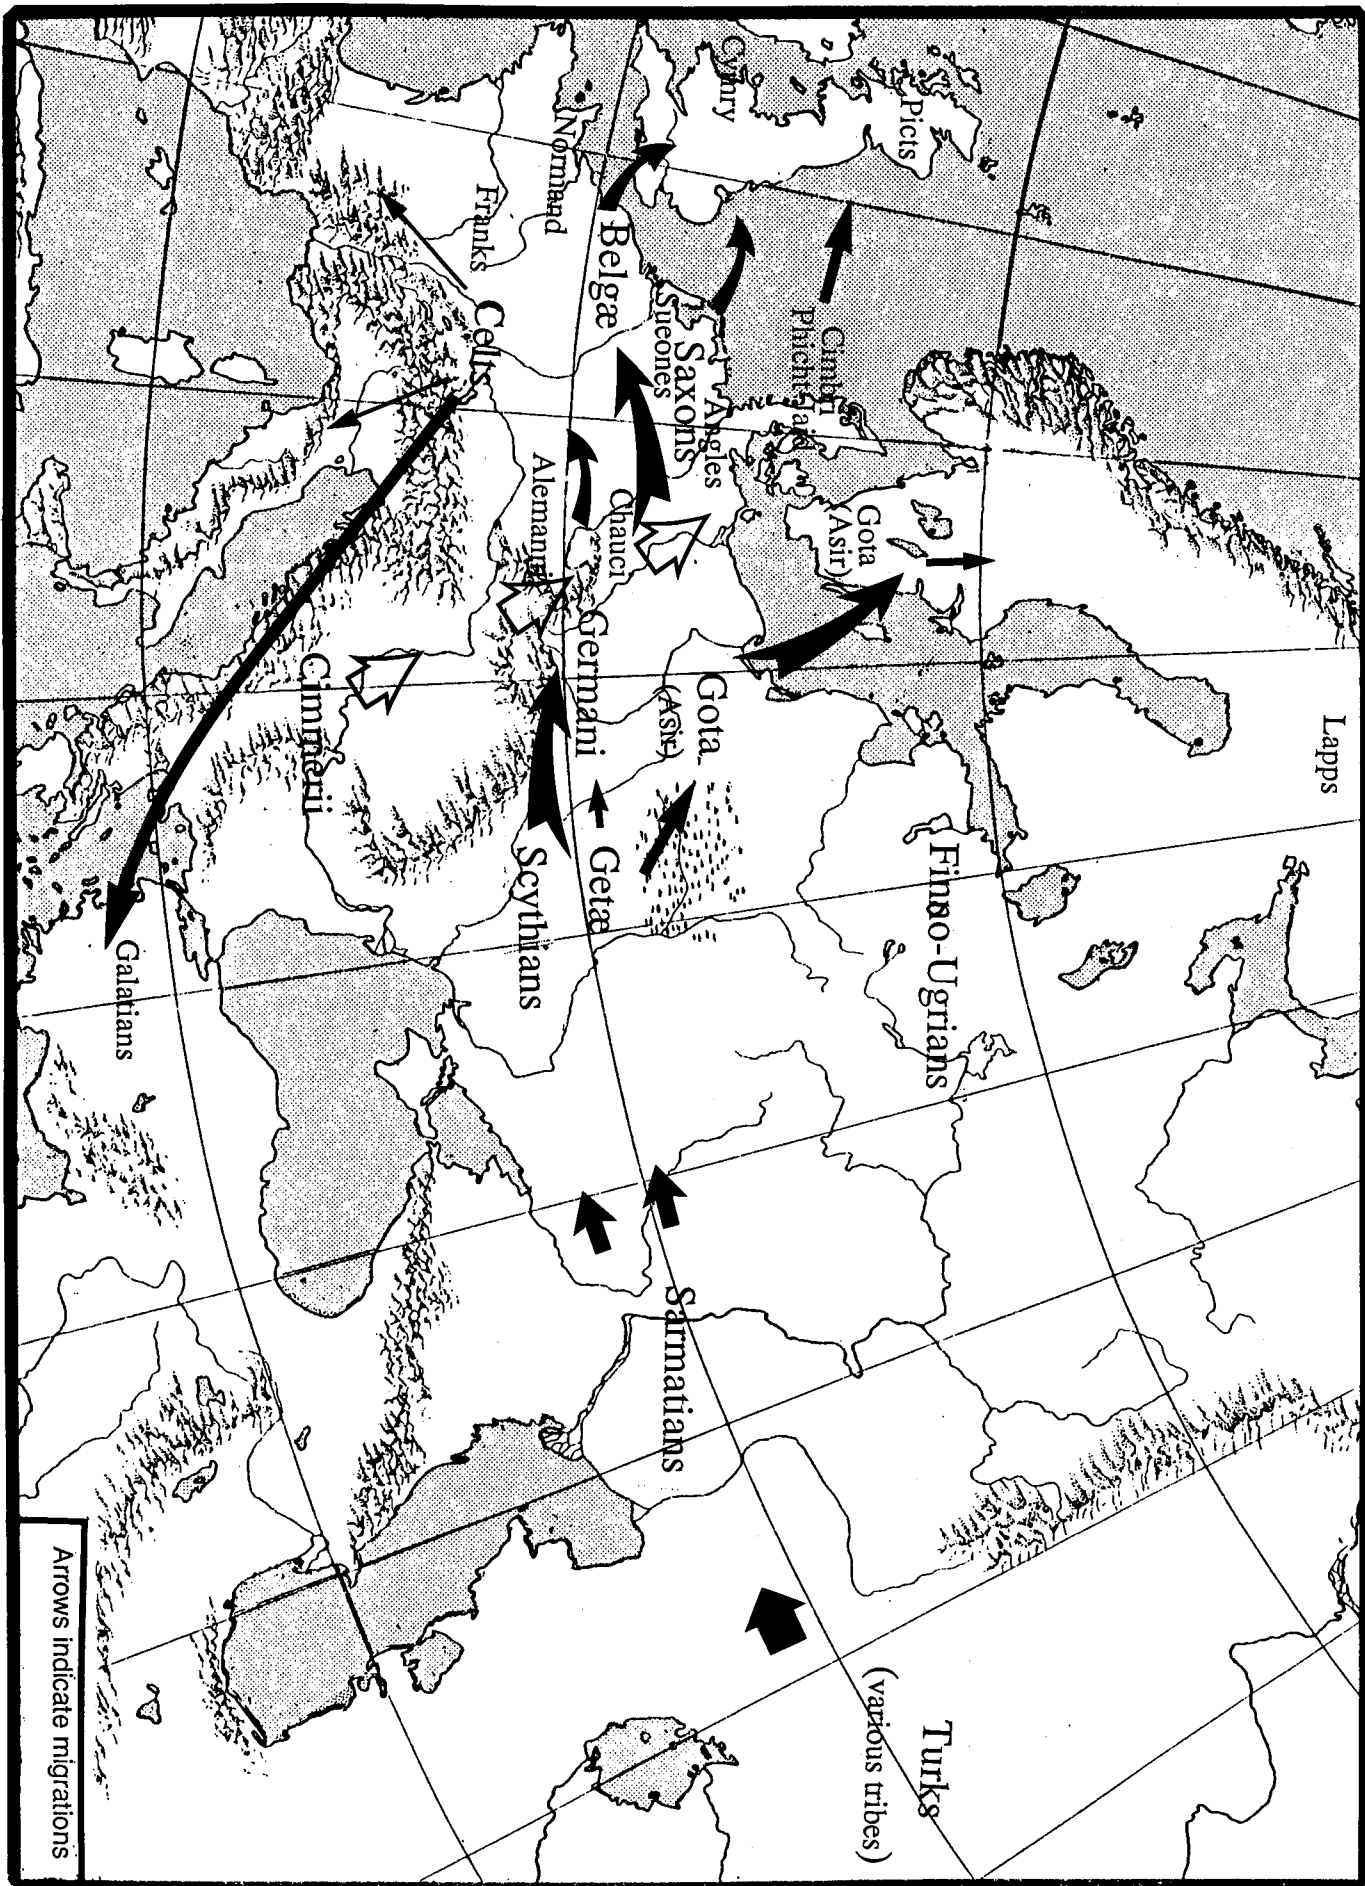 Lapps
Finno-Ugrians
Turks
(various tribes)
Picts
Gota
(Asir)
Cimbri
Phicht
Cymry
Angles
Gota
(Asir)
Saxons
Sarmatians
Sueones
Chauci
Belgæ
Getæ
Germani
Normand
Alemanni
Scythians
Franks
Celts
Cimmerii
Galatians
Arrows indicate migrations